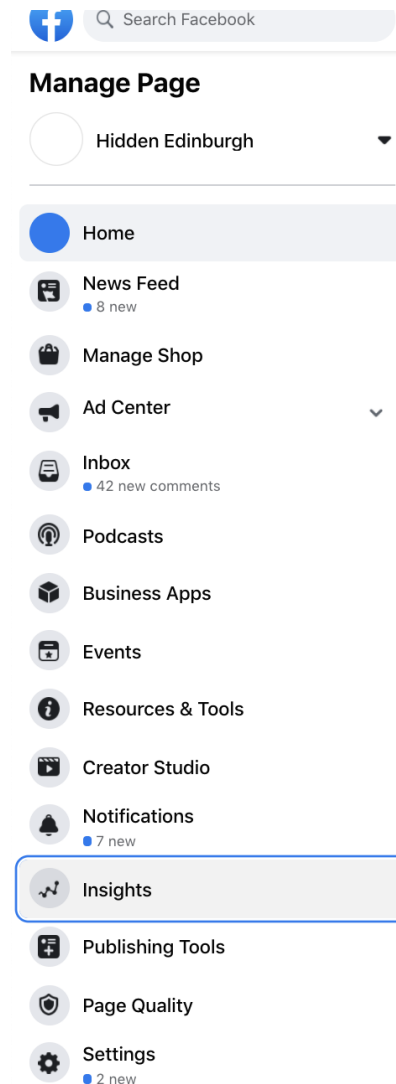 Search Facebook
Manage Page
Hidden Edinburgh
Home
News Feed
8 new
Manage Shop
Ad Center
Inbox
42 new comments
Podcasts
Business Apps
Events
Resources & Tools
Creator Studio
Notifications
7 new
Insights
Publishing Tools
Page Quality
Settings
2 new